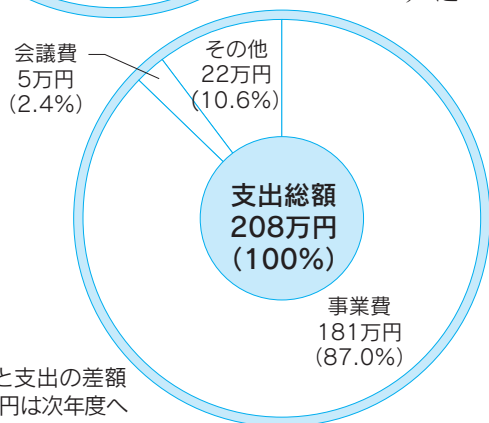 会議費
5万円
(2.4%)
その他
22万円
(10.6%)
支出総額
208万円
(100%)
事業費
181万円
(87.0%)
と支出の差額
円は次年度へ